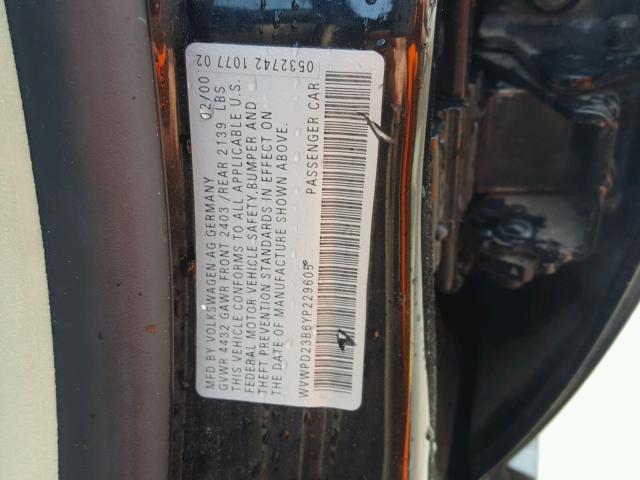 MFD BY VOLKSWAGEN AG GERMANY 02/00
GVWR 4432 GAWR FRONT 2403 /REAR 2139 LBS
THIS VEHICLE CONFORMS TO ALL APPLICABLE U.S.
FEDERAL MOTOR VEHICLE SAFETY, BUMPER AND
THEFT PREVENTION STANDARDS IN EFFECT ON
THE DATE OF MANUFACTURE SHOWN ABOVE.
WVWPD23B6YP229605 PASSENGER CAR
0532742 1077 02